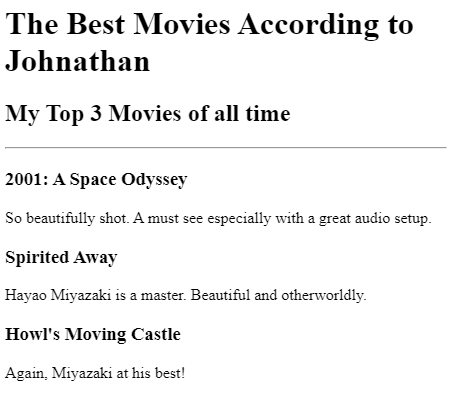 The Best Movies According to
Johnathan
My Top 3 Movies of all time
2001: A Space Odyssey
So beautifully shot. A must see especially with a great audio setup.
Spirited Away
Hayao Miyazaki is a master. Beautiful and otherworldly.
Howl's Moving Castle
Again, Miyazaki at his best!